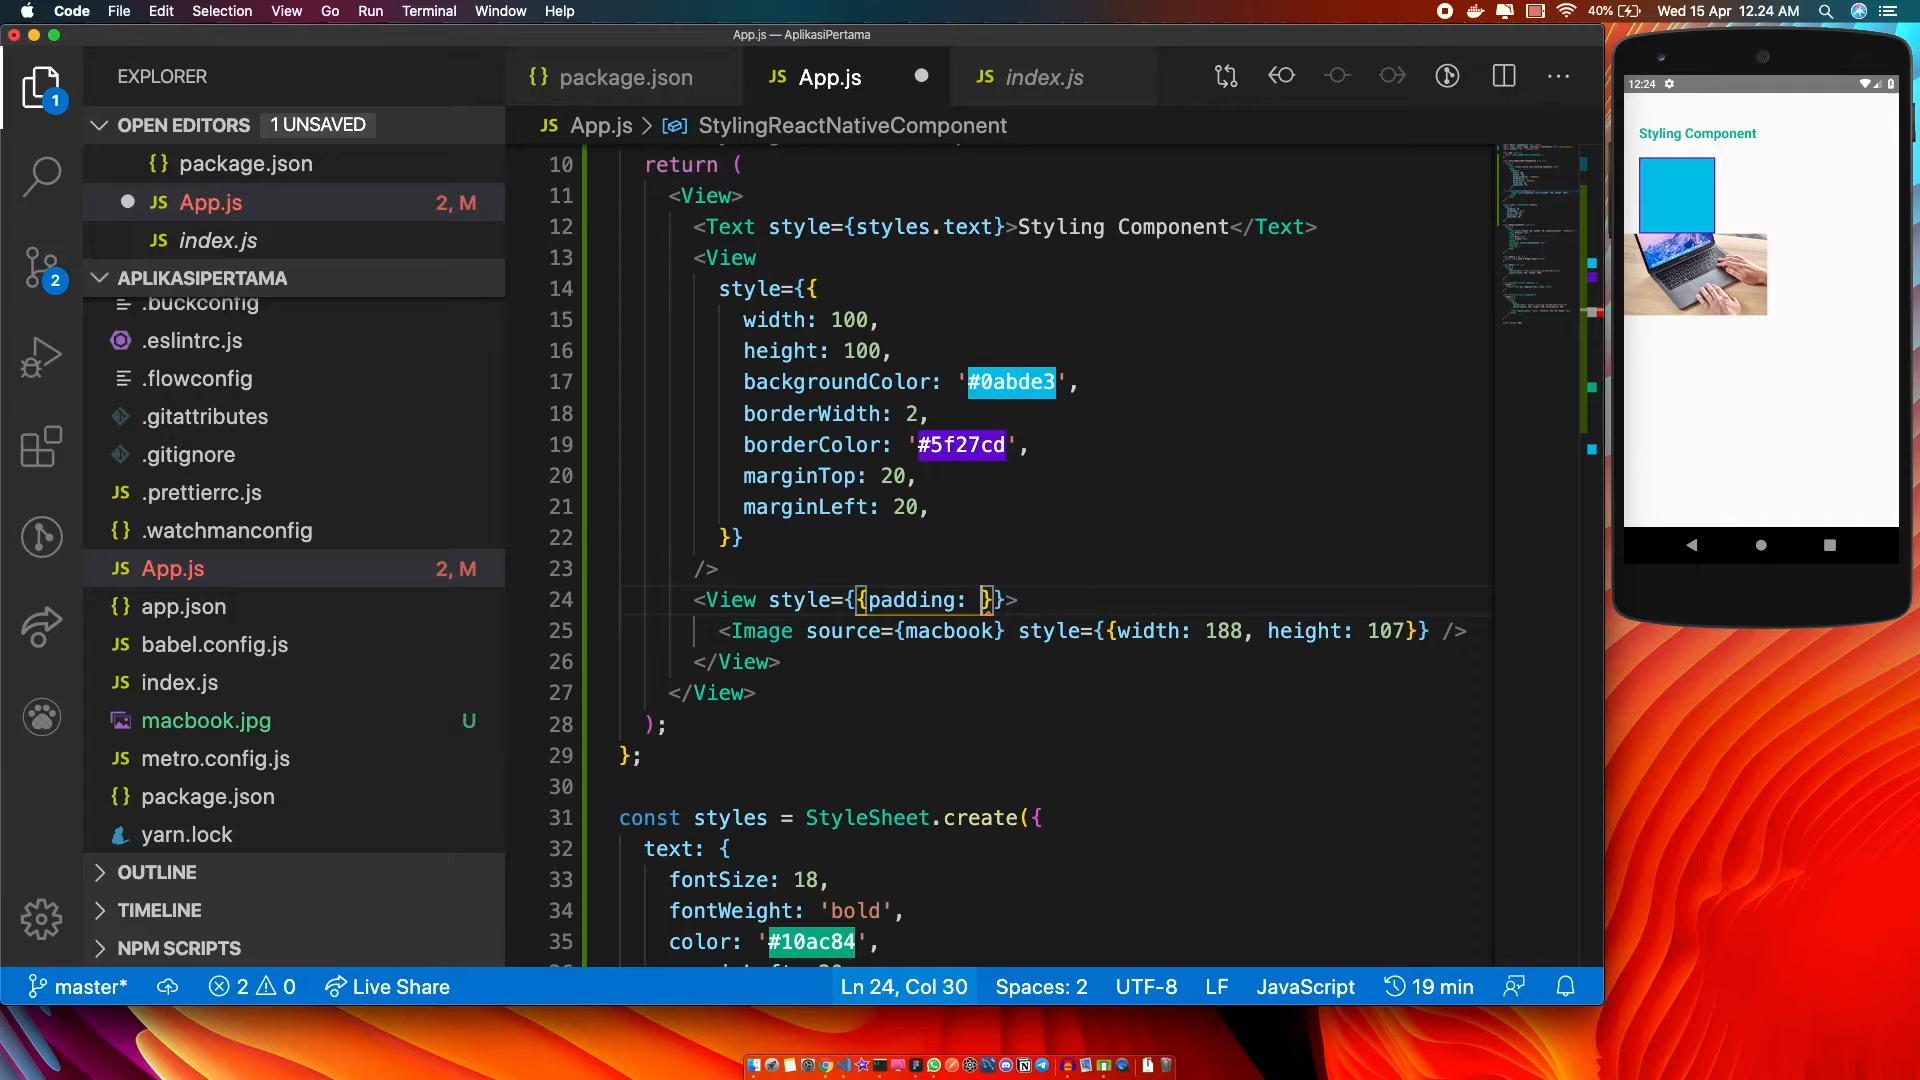 Code File Edit Selection View Go Run Terminal Window Help 40% Wed 15 Apr 12.24 AM
App.js — AplikasiPertama
EXPLORER
OPEN EDITORS 1 UNSAVED
{} package.json
JS App.js 2, M
JS index.js
APLIKASIPERTAMA
.buckconfig
.eslintrc.js
.flowconfig
.gitattributes
.gitignore
JS .prettierrc.js
{} .watchmanconfig
JS App.js 2, M
{} app.json
JS babel.config.js
JS index.js
macbook.jpg U
JS metro.config.js
{} package.json
yarn.lock
OUTLINE
TIMELINE
NPM SCRIPTS
1
2
{} package.json JS App.js JS index.js
JS App.js > StylingReactNativeComponent
10 return (
11 <View>
12 <Text style={styles.text}>Styling Component</Text>
13 <View
14 style={{
15 width: 100,
16 height: 100,
17 backgroundColor: '#0abde3',
18 borderWidth: 2,
19 borderColor: '#5f27cd',
20 marginTop: 20,
21 marginLeft: 20,
22 }}
23 />
24 <View style={{padding: }}>
25 <Image source={macbook} style={{width: 188, height: 107}} />
26 </View>
27 </View>
28 );
29 };
30
31 const styles = StyleSheet.create({
32 text: {
33 fontSize: 18,
34 fontWeight: 'bold',
35 color: '#10ac84',
master* 2 0 Live Share Ln 24, Col 30 Spaces: 2 UTF-8 LF JavaScript 19 min
12:24
Styling Component